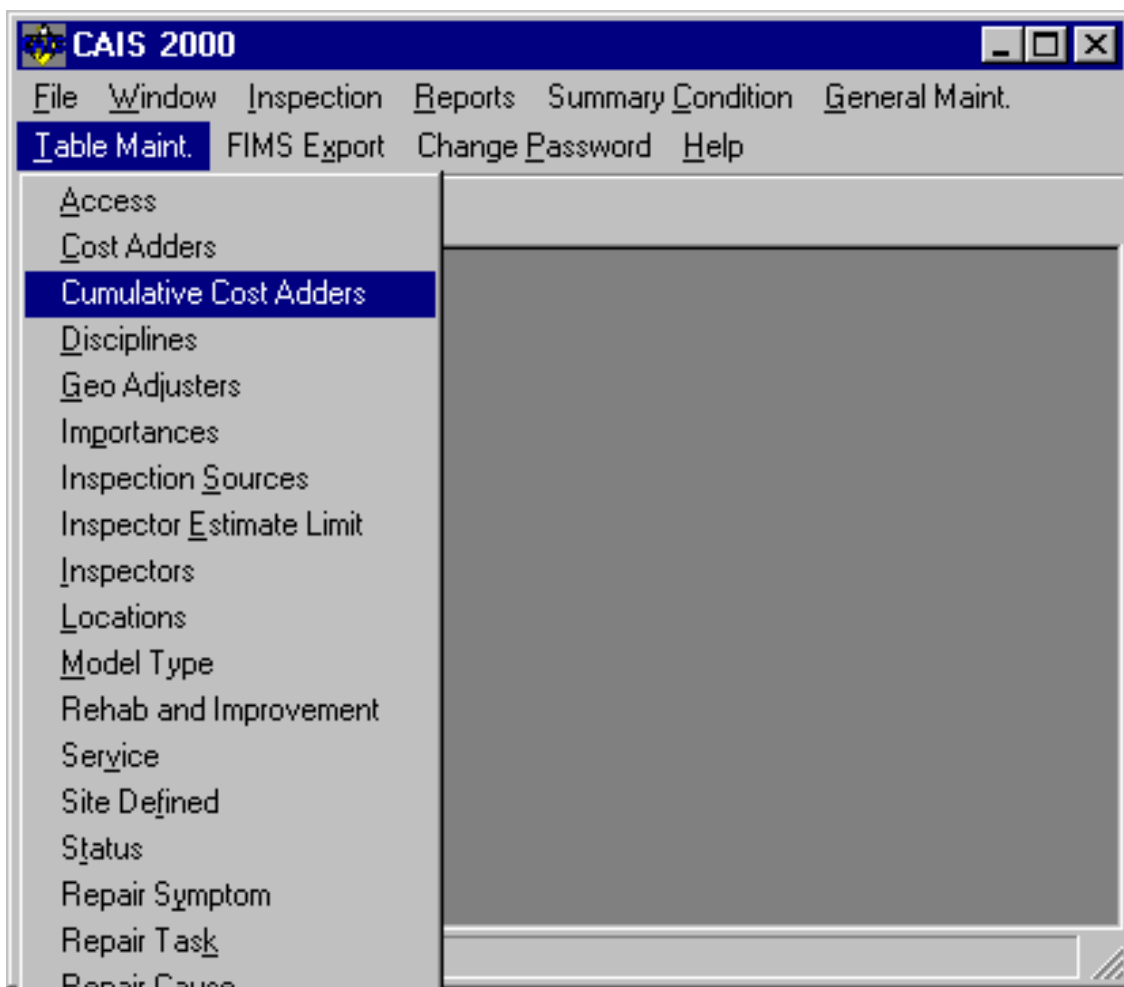 CAIS 2000
File Window Inspection Reports Summary Condition General Maint.
Table Maint. FIMS Export Change Password Help
Access
Cost Adders
Cumulative Cost Adders
Disciplines
Geo Adjusters
Importances
Inspection Sources
Inspector Estimate Limit
Inspectors
Locations
Model Type
Rehab and Improvement
Service
Site Defined
Status
Repair Symptom
Repair Task
Repair Cause